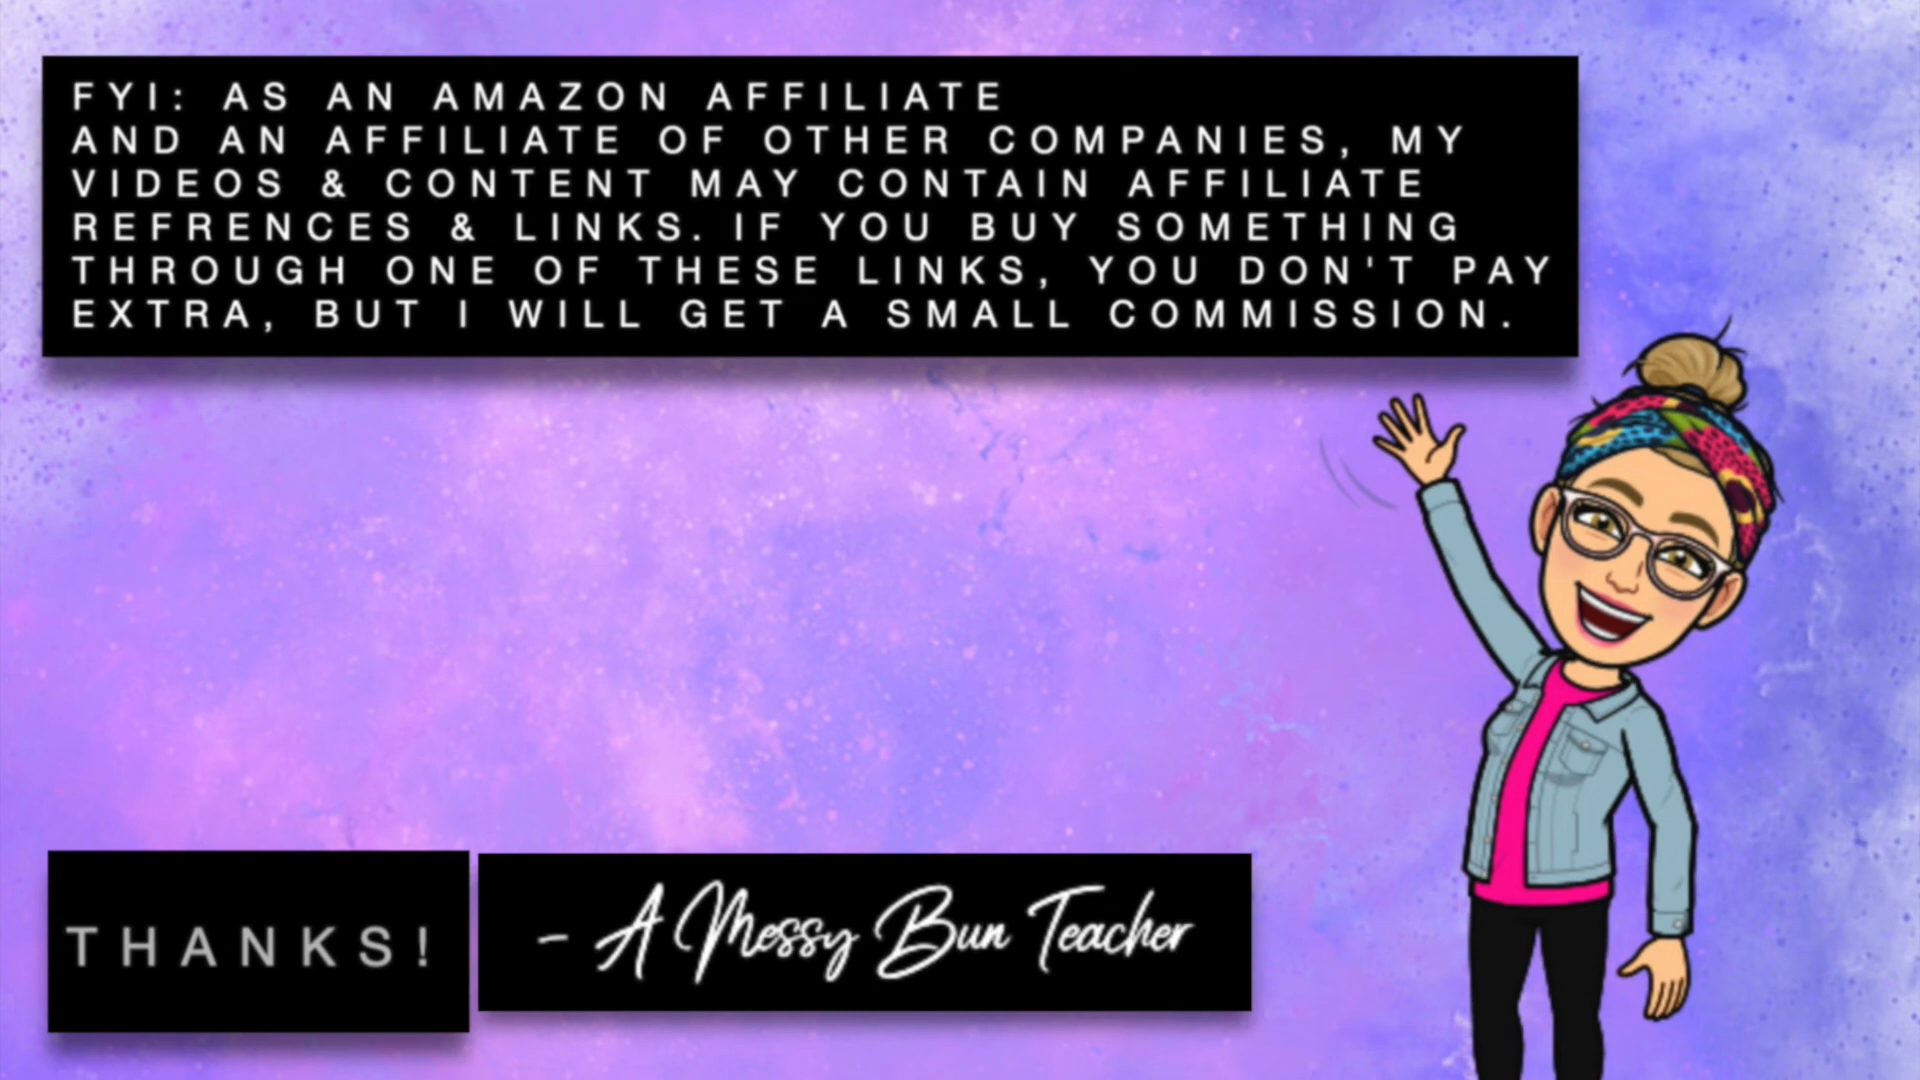 FYI: AS AN AMAZON AFFILIATE
AND AN AFFILIATE OF OTHER COMPANIES, MY
VIDEOS & CONTENT MAY CONTAIN AFFILIATE
REFRENCES & LINKS. IF YOU BUY SOMETHING
THROUGH ONE OF THESE LINKS, YOU DON'T PAY
EXTRA, BUT I WILL GET A SMALL COMMISSION.
THANKS!
– A Messy Bun Teacher